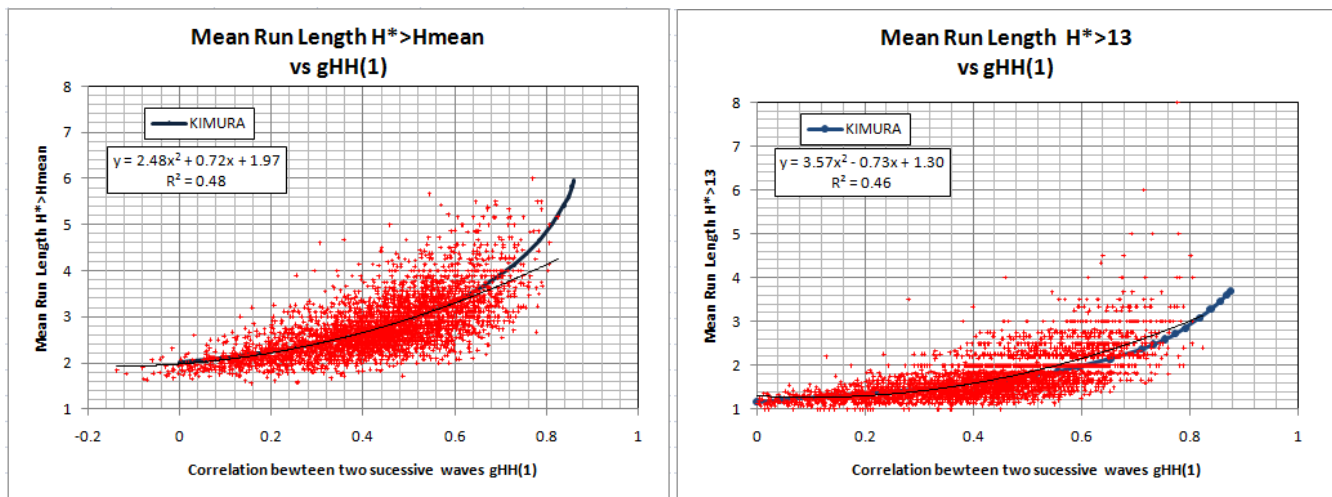 Mean Run Length H*>Hmean
vs gHH(1)
8
7
6
5
4
3
2
1
-0.2
0
0.2
0.4
0.6
0.8
1
KIMURA
y = 2.48x² + 0.72x + 1.97
R² = 0.48
Mean Run Length H*>Hmean
Correlation bewteen two sucessive waves gHH(1)
Mean Run Length H*>13
vs gHH(1)
8
7
6
5
4
3
2
1
0
0.2
0.4
0.6
0.8
1
KIMURA
y = 3.57x² - 0.73x + 1.30
R² = 0.46
Mean Run Length H*>13
Correlation bewteen two sucessive waves gHH(1)